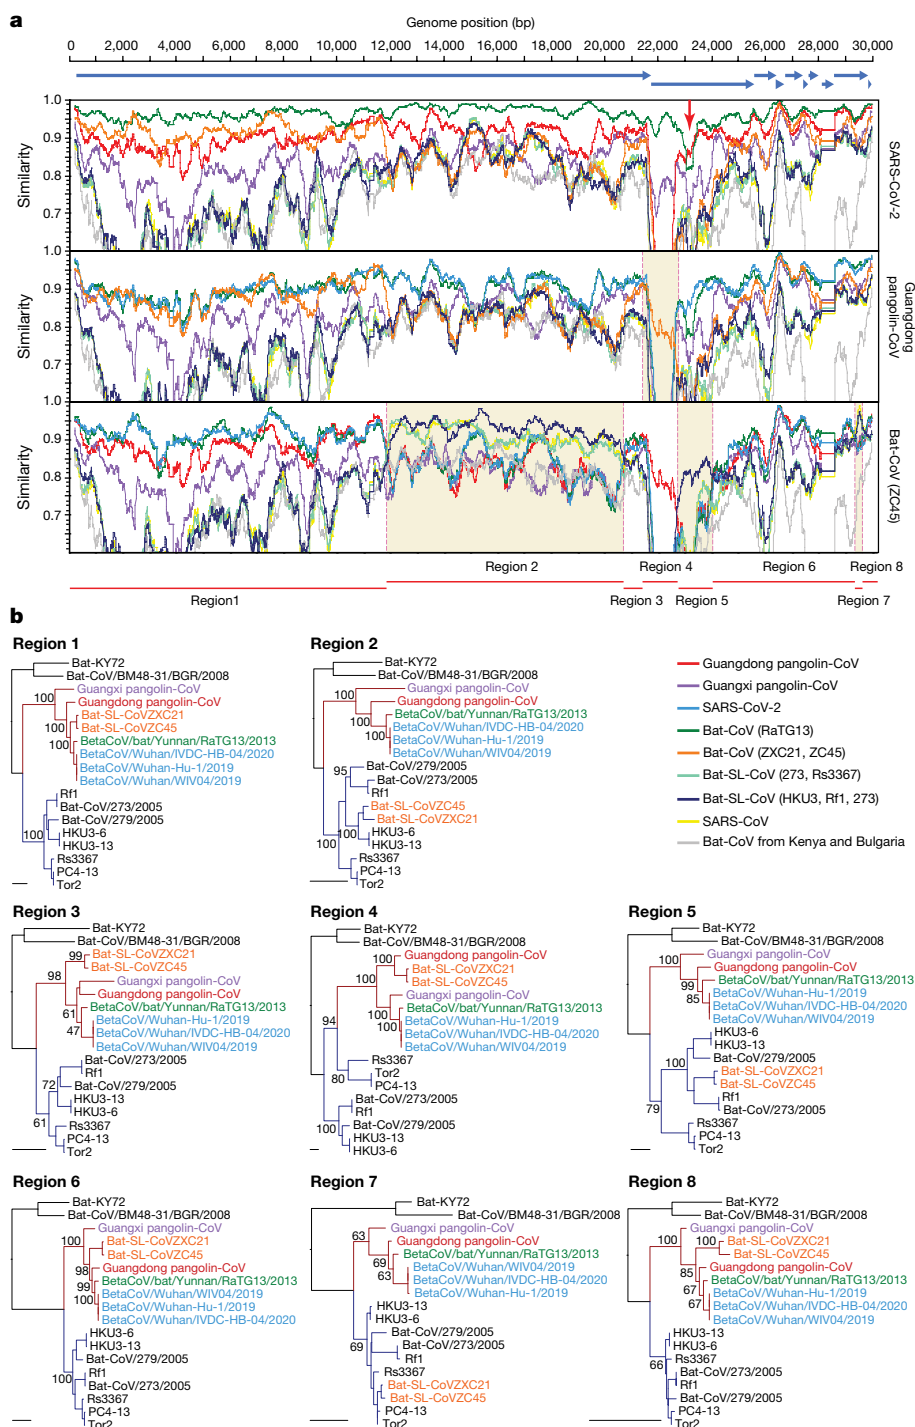 a
Genome position (bp)
0 2,000 4,000 6,000 8,000 10,000 12,000 14,000 16,000 18,000 20,000 22,000 24,000 26,000 28,000 30,000
1.0
0.9
0.8
0.7
Similarity
SARS-CoV-2
1.0
0.9
0.8
0.7
Similarity
Guangdong
pangolin-CoV
1.0
0.9
0.7
Similarity
Bat-CoV
(ZC45)
Region 2
Region 4
Region 6
Region 8
Region1
Region 3
Region 5
Region 7
b
Region 1
Bat-KY72
Bat-CoV/BM48-31/BGR/2008
Guangxi pangolin-CoV
100
Guangdong pangolin-CoV
Bat-SL-CoVZXC21
100
Bat-SL-CoVZC45
BetaCoV/bat/Yunnan/RaTG13/2013
100
BetaCoV/Wuhan/IVDC-HB-04/2020
BetaCoV/Wuhan-Hu-1/2019
BetaCoV/Wuhan/WIV04/2019
Rf1
Bat-CoV/273/2005
Bat-CoV/279/2005
100
HKU3-6
HKU3-13
Rs3367
PC4-13
Tor2
Region 2
Bat-KY72
Bat-CoV/BM48-31/BGR/2008
Guangxi pangolin-CoV
100
Guangdong pangolin-CoV
BetaCoV/bat/Yunnan/RaTG13/2013
100
BetaCoV/Wuhan/IVDC-HB-04/2020
100
BetaCoV/Wuhan-Hu-1/2019
BetaCoV/Wuhan/WIV04/2019
Bat-CoV/279/2005
95
Bat-CoV/273/2005
Rf1
Bat-SL-CoVZC45
Bat-SL-CoVZXC21
HKU3-6
100
HKU3-13
100
Rs3367
PC4-13
Tor2
Guangdong pangolin-CoV
Guangxi pangolin-CoV
SARS-CoV-2
Bat-CoV (RaTG13)
Bat-CoV (ZXC21, ZC45)
Bat-SL-CoV (273, Rs3367)
Bat-SL-CoV (HKU3, Rf1, 273)
SARS-CoV
Bat-CoV from Kenya and Bulgaria
Region 3
Bat-KY72
Bat-CoV/BM48-31/BGR/2008
Bat-SL-CoVZXC21
99
Bat-SL-CoVZC45
98
Guangxi pangolin-CoV
Guangdong pangolin-CoV
BetaCoV/bat/Yunnan/RaTG13/2013
61
BetaCoV/Wuhan-Hu-1/2019
47
BetaCoV/Wuhan/IVDC-HB-04/2020
BetaCoV/Wuhan/WIV04/2019
Bat-CoV/273/2005
Rf1
72
Bat-CoV/279/2005
HKU3-13
HKU3-6
61
Rs3367
PC4-13
Tor2
Region 4
Bat-KY72
Bat-CoV/BM48-31/BGR/2008
Guangdong pangolin-CoV
100
Bat-SL-CoVZXC21
100
Bat-SL-CoVZC45
Guangxi pangolin-CoV
100
BetaCoV/bat/Yunnan/RaTG13/2013
100
BetaCoV/Wuhan-Hu-1/2019
94
100
BetaCoV/Wuhan/IVDC-HB-04/2020
BetaCoV/Wuhan/WIV04/2019
Rs3367
Tor2
80
PC4-13
Bat-CoV/273/2005
Rf1
Bat-CoV/279/2005
100
HKU3-13
HKU3-6
Region 5
Bat-KY72
Bat-CoV/BM48-31/BGR/2008
Guangxi pangolin-CoV
100
Guangdong pangolin-CoV
BetaCoV/bat/Yunnan/RaTG13/2013
99
BetaCoV/Wuhan-Hu-1/2019
85
BetaCoV/Wuhan/IVDC-HB-04/2020
BetaCoV/Wuhan/WIV04/2019
HKU3-6
HKU3-13
Bat-CoV/279/2005
100
Bat-SL-CoVZXC21
Bat-SL-CoVZC45
Rf1
Bat-CoV/273/2005
79
Rs3367
PC4-13
Tor2
Region 6
Bat-KY72
Bat-CoV/BM48-31/BGR/2008
Guangxi pangolin-CoV
100
Bat-SL-CoVZXC21
Bat-SL-CoVZC45
98
Guangdong pangolin-CoV
BetaCoV/bat/Yunnan/RaTG13/2013
99
BetaCoV/Wuhan/WIV04/2019
100
BetaCoV/Wuhan-Hu-1/2019
BetaCoV/Wuhan/IVDC-HB-04/2020
HKU3-6
HKU3-13
Bat-CoV/279/2005
Rf1
100
Bat-CoV/273/2005
Rs3367
PC4-13
Tor2
Region 7
Bat-KY72
Bat-CoV/BM48-31/BGR/2008
Guangxi pangolin-CoV
63
Guangdong pangolin-CoV
BetaCoV/bat/Yunnan/RaTG13/2013
69
BetaCoV/Wuhan/WIV04/2019
63
BetaCoV/Wuhan/IVDC-HB-04/2020
BetaCoV/Wuhan-Hu-1/2019
HKU3-13
HKU3-6
Bat-CoV/279/2005
69
Bat-CoV/273/2005
Rf1
Rs3367
Bat-SL-CoVZXC21
Bat-SL-CoVZC45
PC4-13
Tor2
Region 8
Bat-KY72
Bat-CoV/BM48-31/BGR/2008
Guangxi pangolin-CoV
100
100
Bat-SL-CoVZXC21
Bat-SL-CoVZC45
85
Guangdong pangolin-CoV
BetaCoV/bat/Yunnan/RaTG13/2013
67
BetaCoV/Wuhan-Hu-1/2019
67
BetaCoV/Wuhan/IVDC-HB-04/2020
BetaCoV/Wuhan/WIV04/2019
HKU3-13
HKU3-6
Rs3367
66
Bat-CoV/273/2005
Rf1
Bat-CoV/279/2005
PC4-13
Tor2